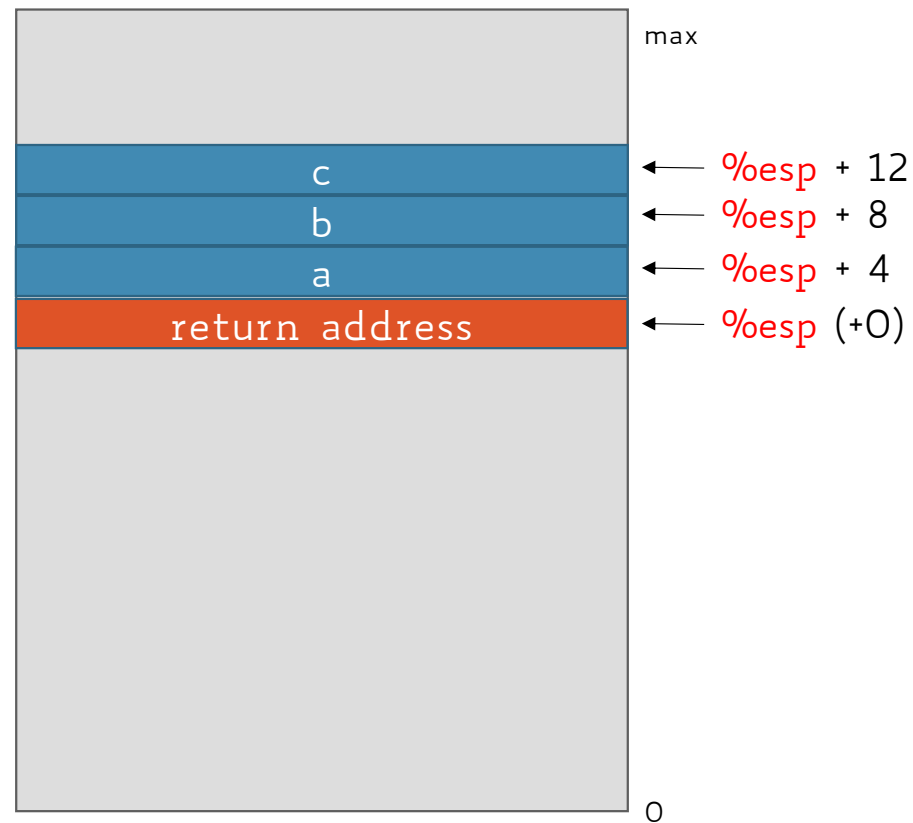 max
c
%esp + 12
b
%esp + 8
a
%esp + 4
return address
%esp (+0)
0